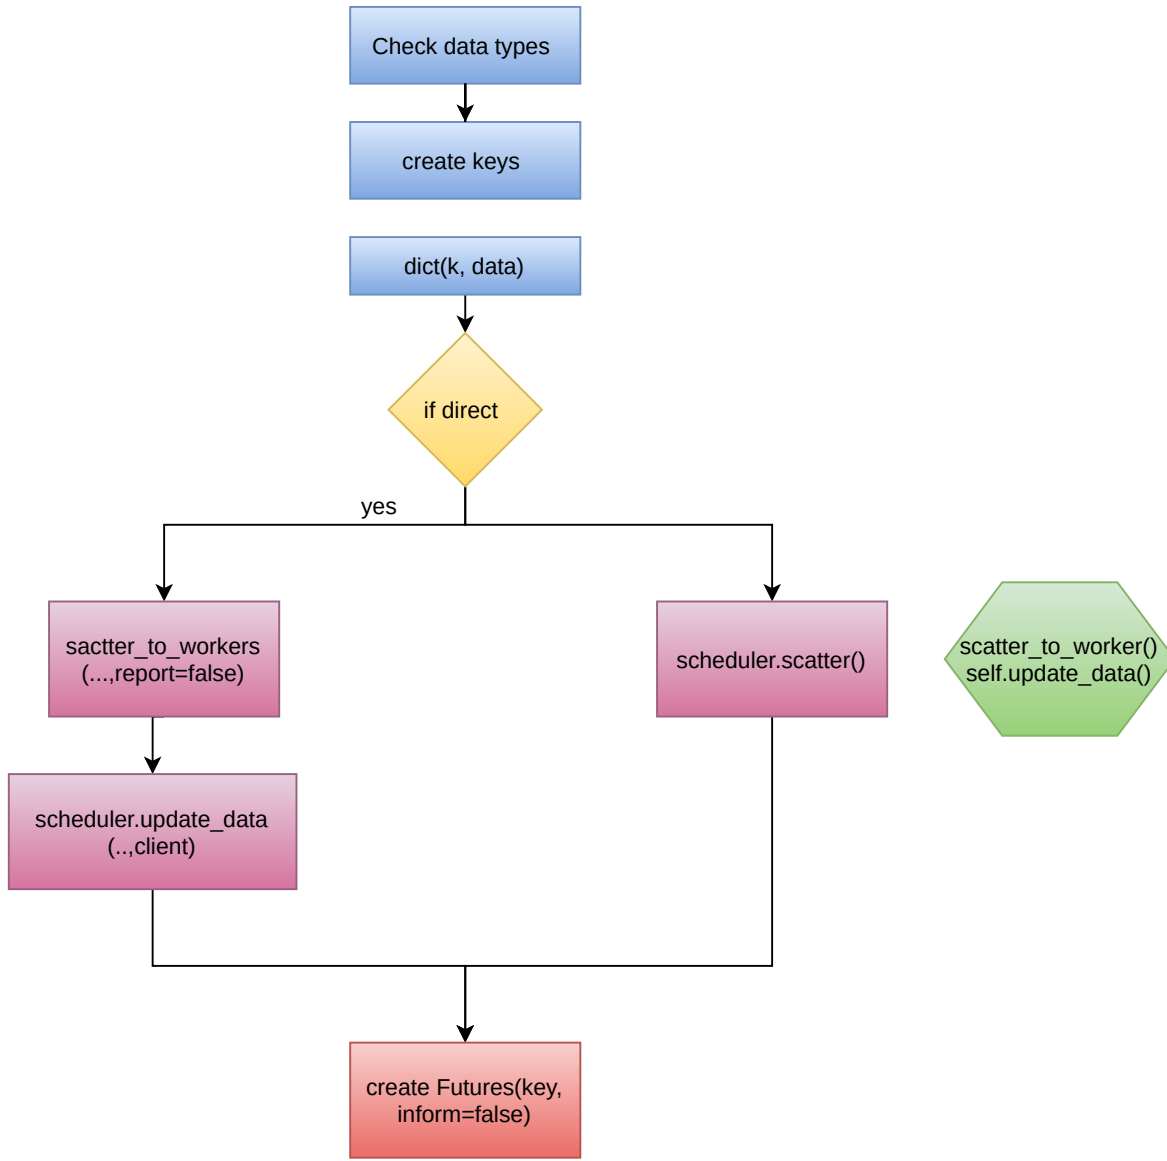 Check data types
create keys
dict(k, data)
if direct
yes
sactter_to_workers
(...,report=false)
scheduler.scatter()
scatter_to_worker()
self.update_data()
scheduler.update_data
(..,client)
create Futures(key,
inform=false)